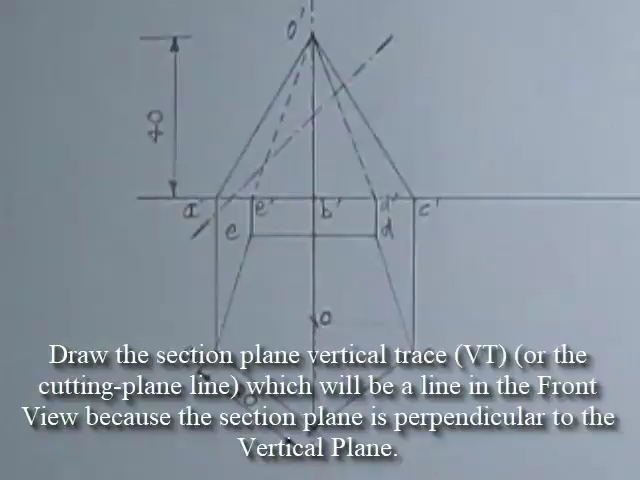 o'
60
a' e' b' d' c'
e d
o
Draw the section plane vertical trace (VT) (or the
cutting-plane line) which will be a line in the Front
View because the section plane is perpendicular to the
Vertical Plane.